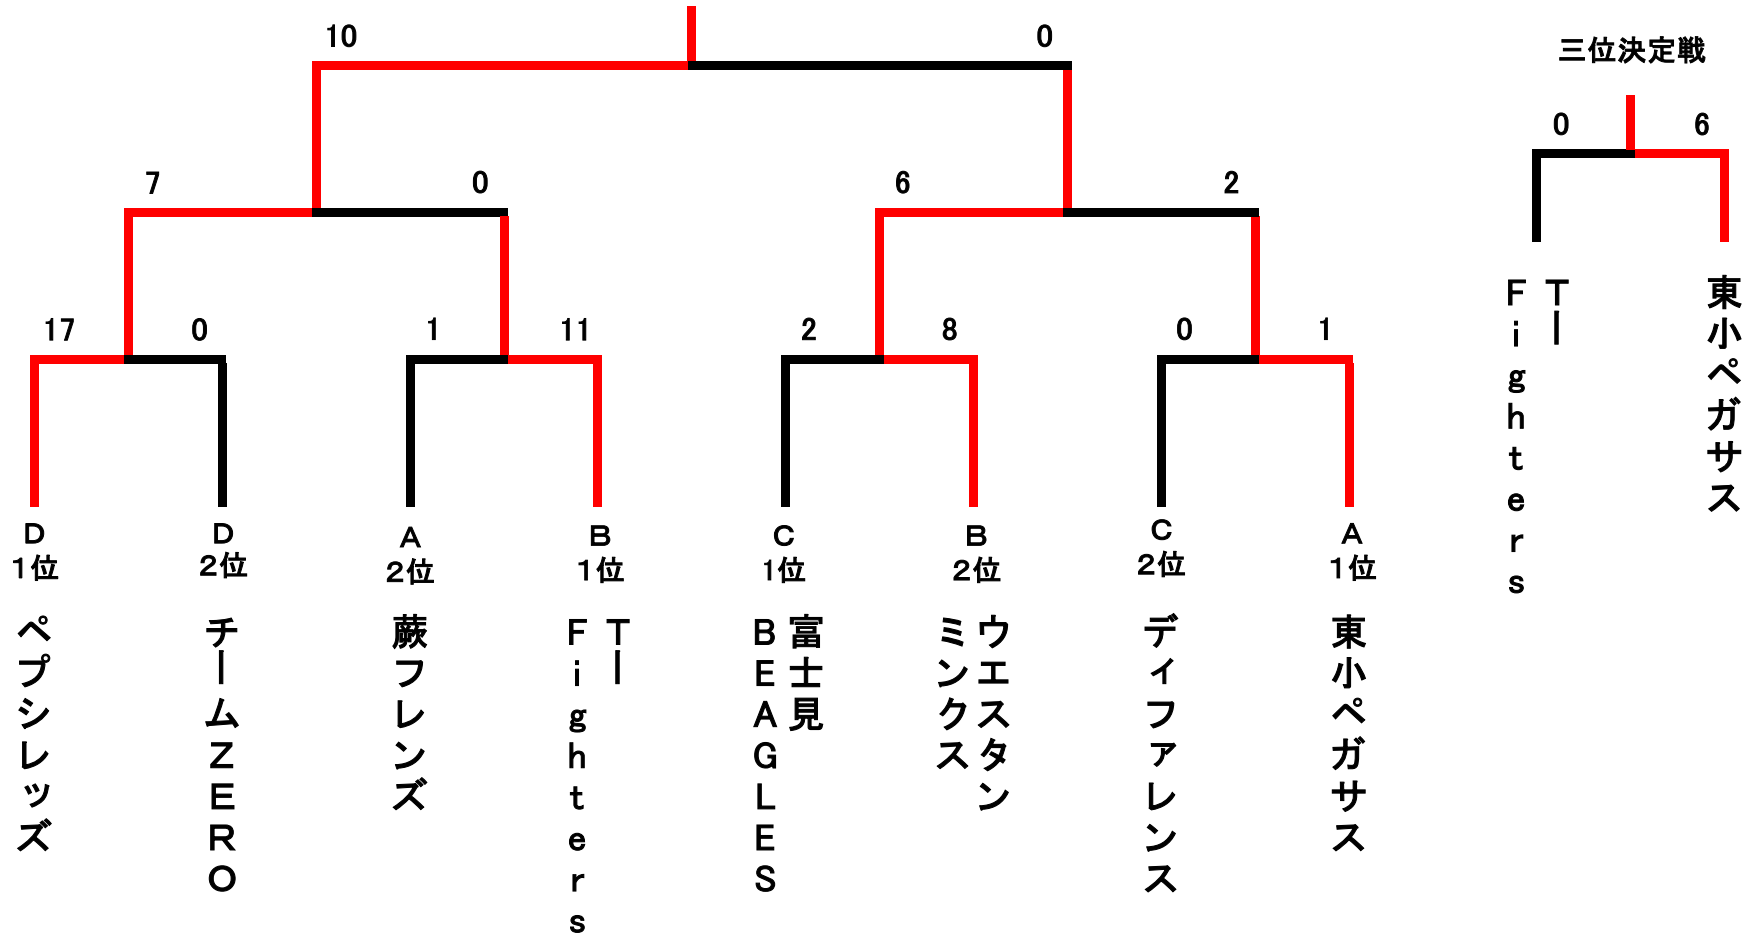 10
0
三位決定戦
0
6
7
0
6
2
17
0
1
11
2
8
0
1
Ｔー
Ｆｉｇｈｔｅｒｓ
東小ペガサス
Ｄ
１位
ペプシレッズ
Ｄ
２位
チームＺＥＲＯ
Ａ
２位
蕨フレンズ
Ｂ
１位
Ｔー
Ｆｉｇｈｔｅｒｓ
Ｃ
１位
富士見
ＢＥＡＧＬＥＳ
Ｂ
２位
ウエスタン
ミンクス
Ｃ
２位
ディファレンス
Ａ
１位
東小ペガサス